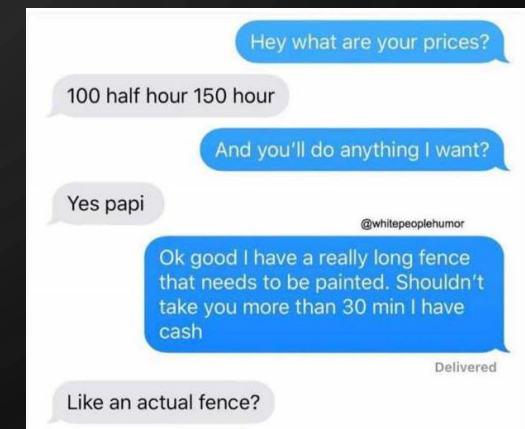 Hey what are your prices?
100 half hour 150 hour
And you'll do anything I want?
Yes papi
@whitepeoplehumor
Ok good I have a really long fence
that needs to be painted. Shouldn't
take you more than 30 min I have
cash
Delivered
Like an actual fence?